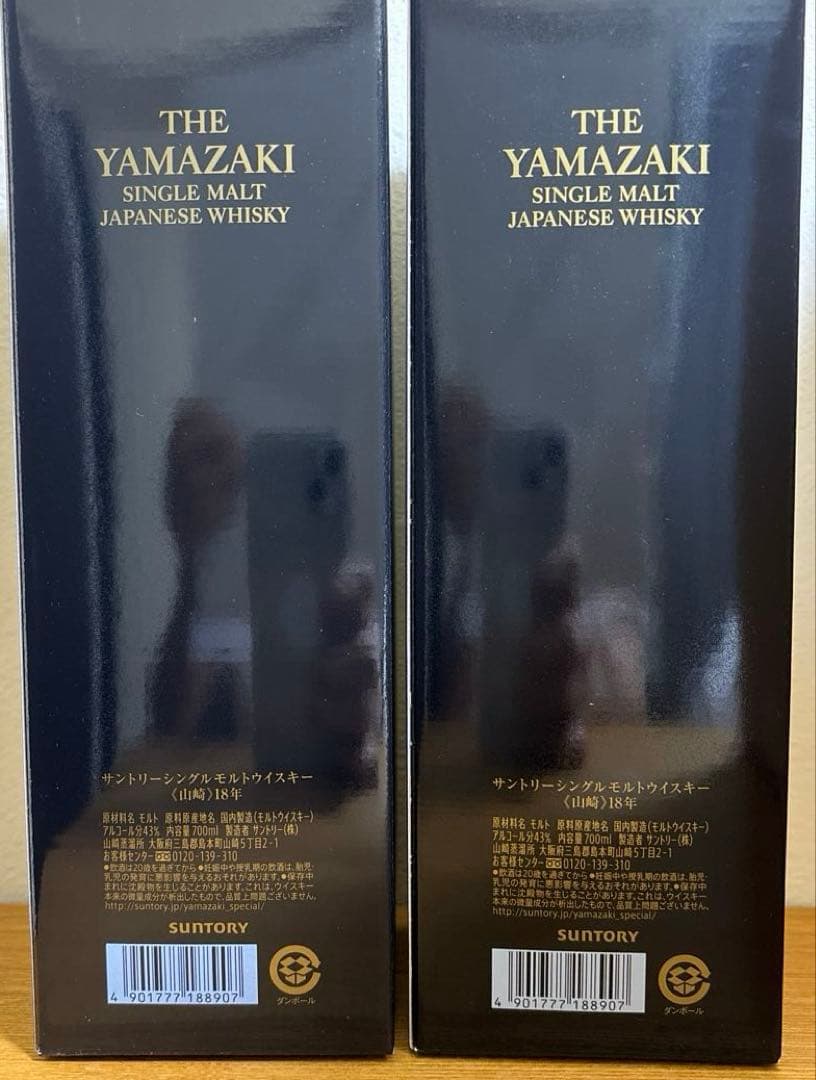 THE
YAMAZAKI
SINGLE MALT
JAPANESE WHISKY
サントリーシングルモルトウイスキー
《山崎》18年
原材料名 モルト 原料原産地名 国内製造(モルトウイスキー)
アルコール分43% 内容量700ml 製造者 サントリー(株)
山崎蒸溜所 大阪府三島郡島本町山崎5丁目2-1
お客様センター 0120-139-310
●飲酒は20歳を過ぎてから ●妊娠中や授乳期の飲酒は、胎児・
乳児の発育に悪影響を与えるおそれがあります。●保存中
まれに沈殿物を生じることがあります。これは、ウイスキー
本来の微量成分が析出したもので、品質上問題ございません。
http://suntory.jp/yamazaki_special/
SUNTORY
4 901777 188907
ダンボール
THE
YAMAZAKI
SINGLE MALT
JAPANESE WHISKY
サントリーシングルモルトウイスキー
《山崎》18年
原材料名 モルト 原料原産地名 国内製造(モルトウイスキー)
アルコール分43% 内容量700ml 製造者 サントリー(株)
山崎蒸溜所 大阪府三島郡島本町山崎5丁目2-1
お客様センター 0120-139-310
●飲酒は20歳を過ぎてから ●妊娠中や授乳期の飲酒は、胎児・
乳児の発育に悪影響を与えるおそれがあります。●保存中
まれに沈殿物を生じることがあります。これは、ウイスキー
本来の微量成分が析出したもので、品質上問題ございません。
http://suntory.jp/yamazaki_special/
SUNTORY
4 901777 188907
ダンボール